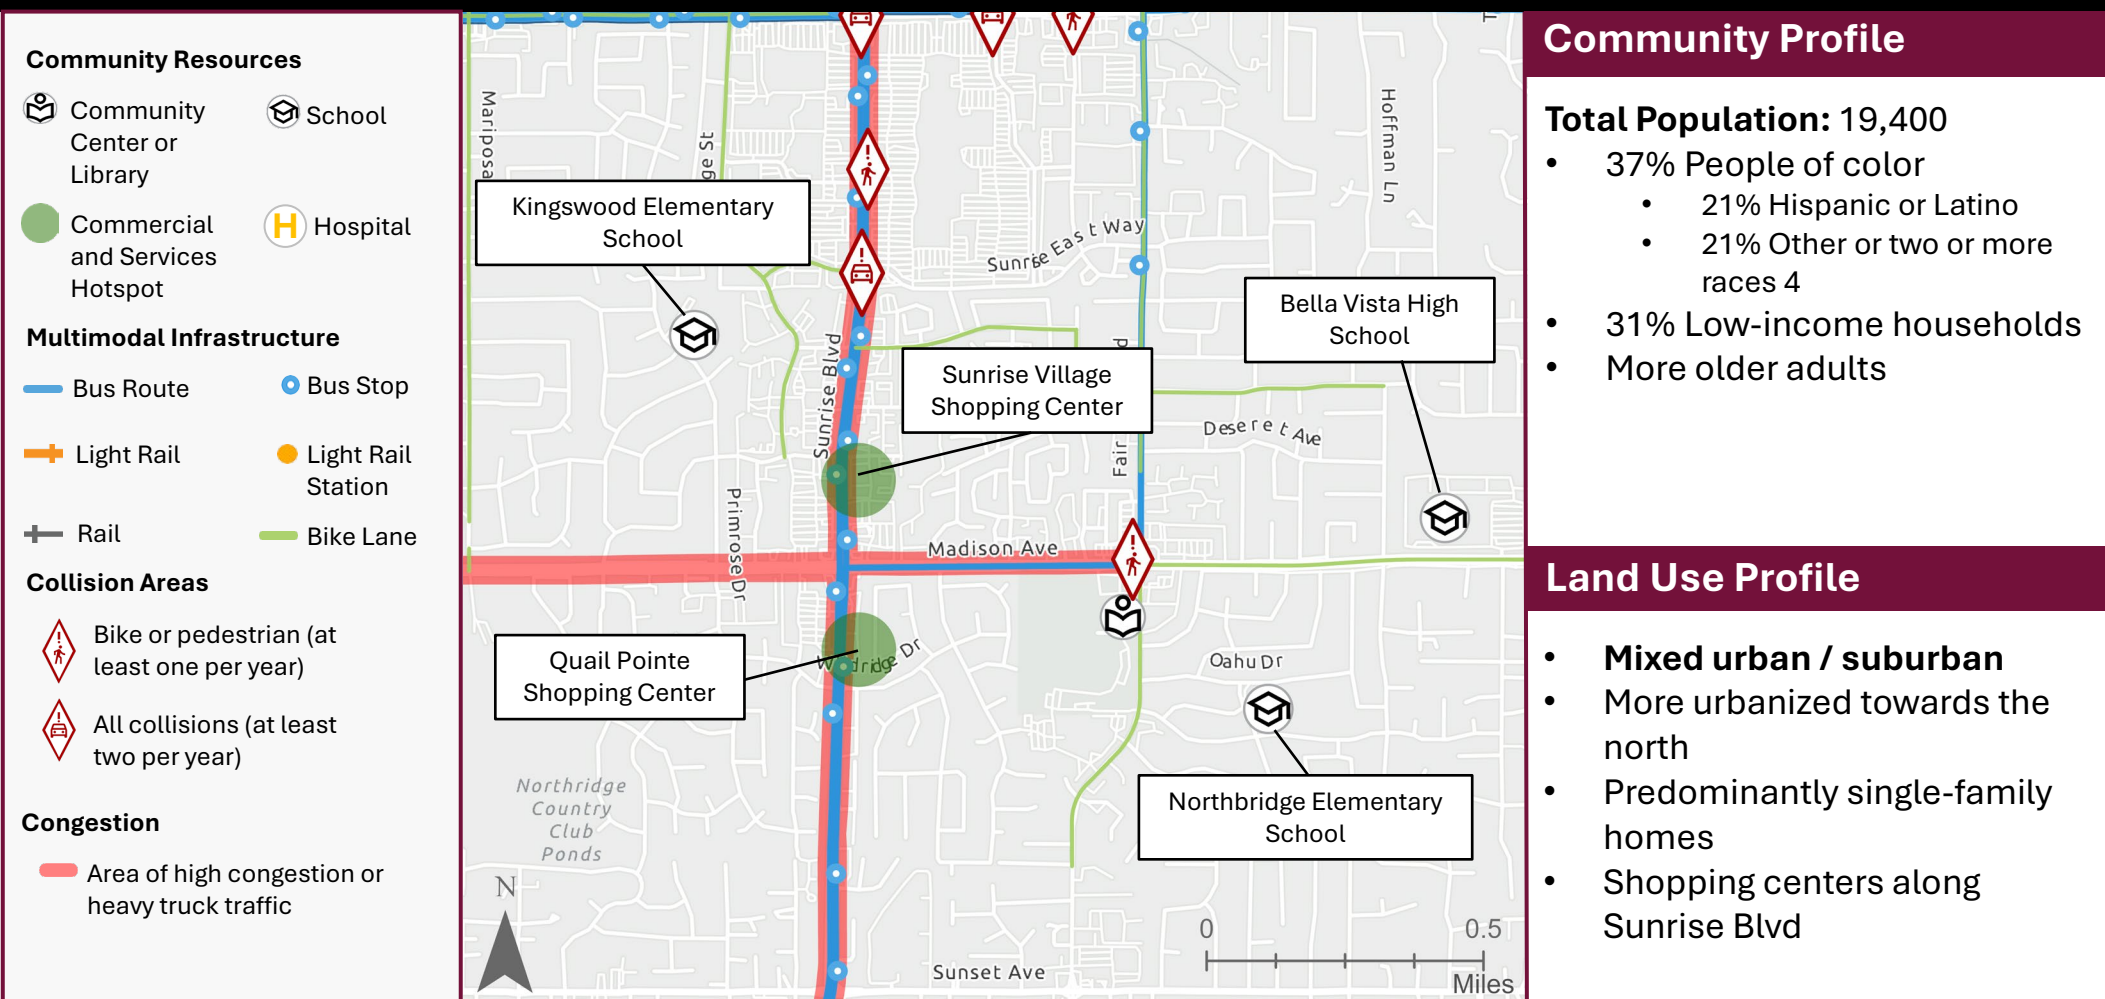 Community Resources
Community
Center or
Library
School
Commercial
and Services
Hotspot
H Hospital
Multimodal Infrastructure
Bus Route
Bus Stop
Light Rail
Light Rail
Station
Rail
Bike Lane
Collision Areas
Bike or pedestrian (at
least one per year)
All collisions (at least
two per year)
Congestion
Area of high congestion or
heavy truck traffic
Mariposa
ge St
Hoffman Ln
Kingswood Elementary
School
Sunrise East Way
Bella Vista High
School
Sunrise Blvd
Sunrise Village
Shopping Center
Fair
Deseret Ave
Primrose Dr
Madison Ave
Quail Pointe
Shopping Center
Oahu Dr
Northbridge Elementary
School
Northridge
Country
Club
Ponds
N
Sunset Ave
0 0.5
Miles
Community Profile
Total Population: 19,400
• 37% People of color
• 21% Hispanic or Latino
• 21% Other or two or more
races 4
• 31% Low-income households
• More older adults
Land Use Profile
• Mixed urban / suburban
• More urbanized towards the
north
• Predominantly single-family
homes
• Shopping centers along
Sunrise Blvd